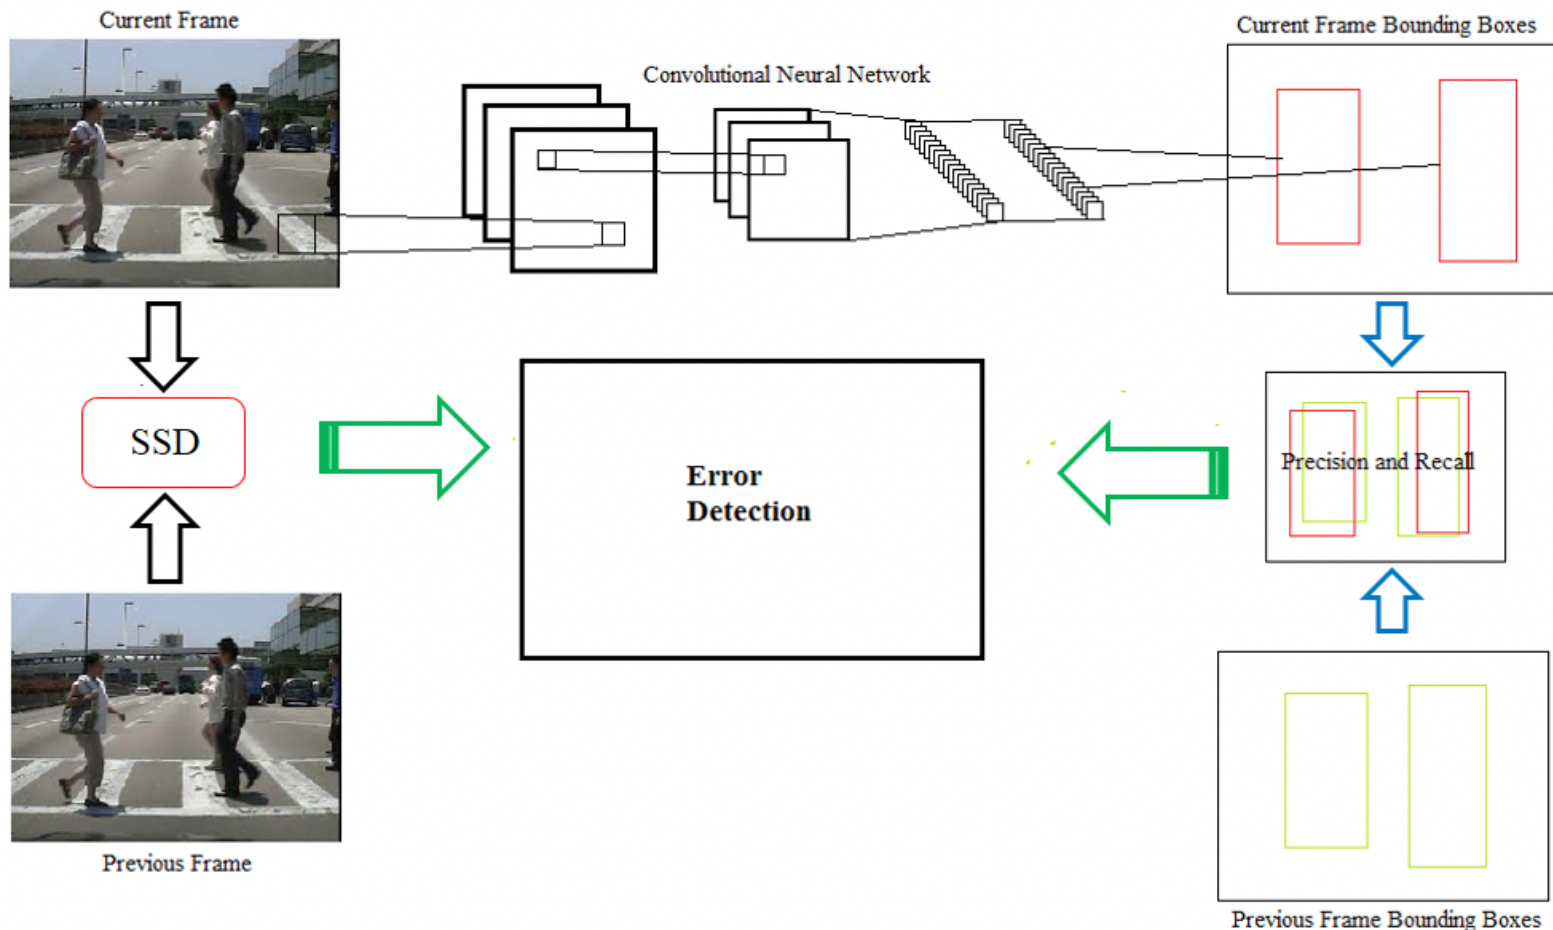 Current Frame
Current Frame Bounding Boxes
Convolutional Neural Network
SSD
Error
Detection
Precision and Recall
Previous Frame
Previous Frame Bounding Boxes